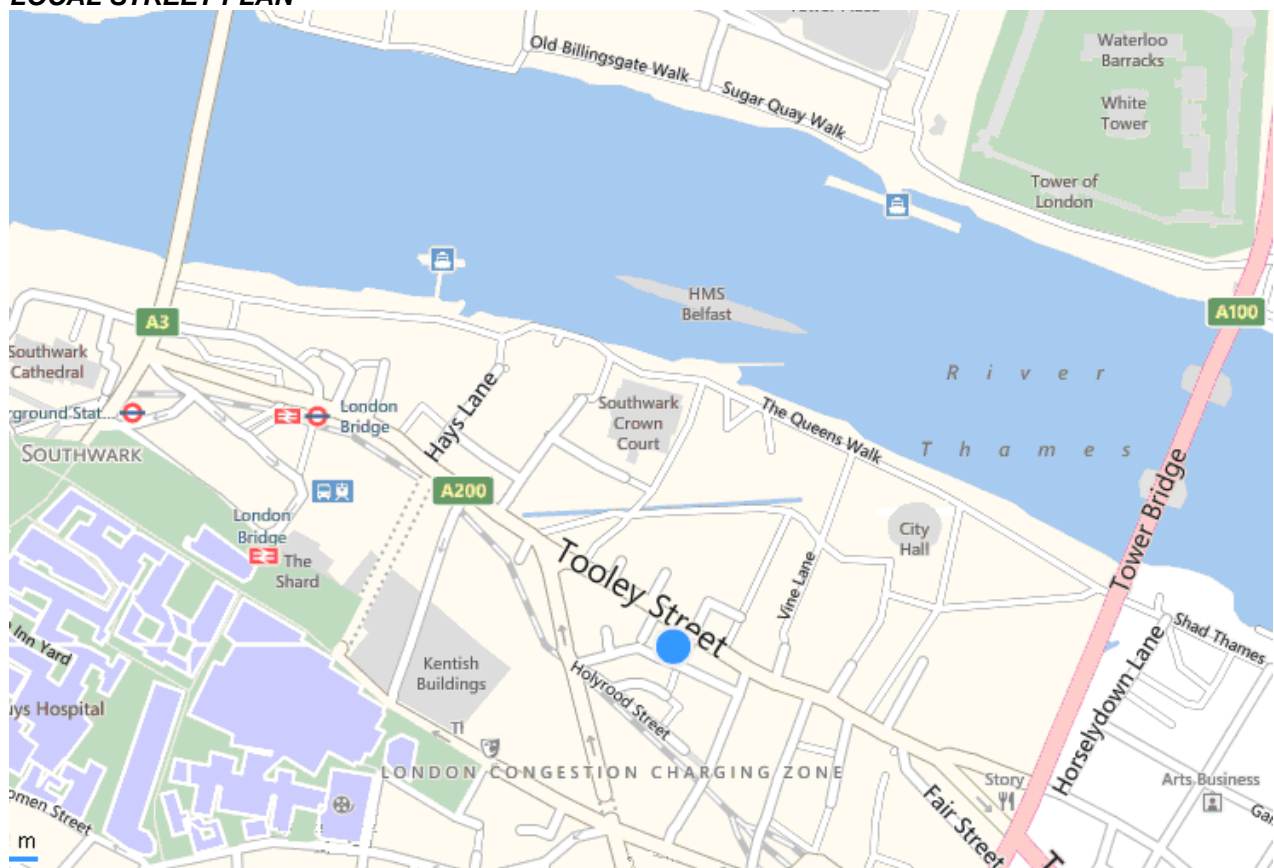 LOCAL STREET PLAN
Old Billingsgate Walk
Sugar Quay Walk
Waterloo
Barracks
White
Tower
Tower of
London
HMS
Belfast
A3
A100
Southwark
Cathedral
London
Bridge
Hays Lane
Southwark
Crown
Court
The Queens Walk
River
Thames
SOUTHWARK
A200
London
Bridge
The
Shard
City
Hall
Tower Bridge
Tooley Street
Vine Lane
Shad Thames
Horselydown Lane
Inn Yard
Kentish
Buildings
Holyrood Street
uys Hospital
LONDON CONGESTION CHARGING ZONE
Story
Arts Business
Fair Street
omen Street
m